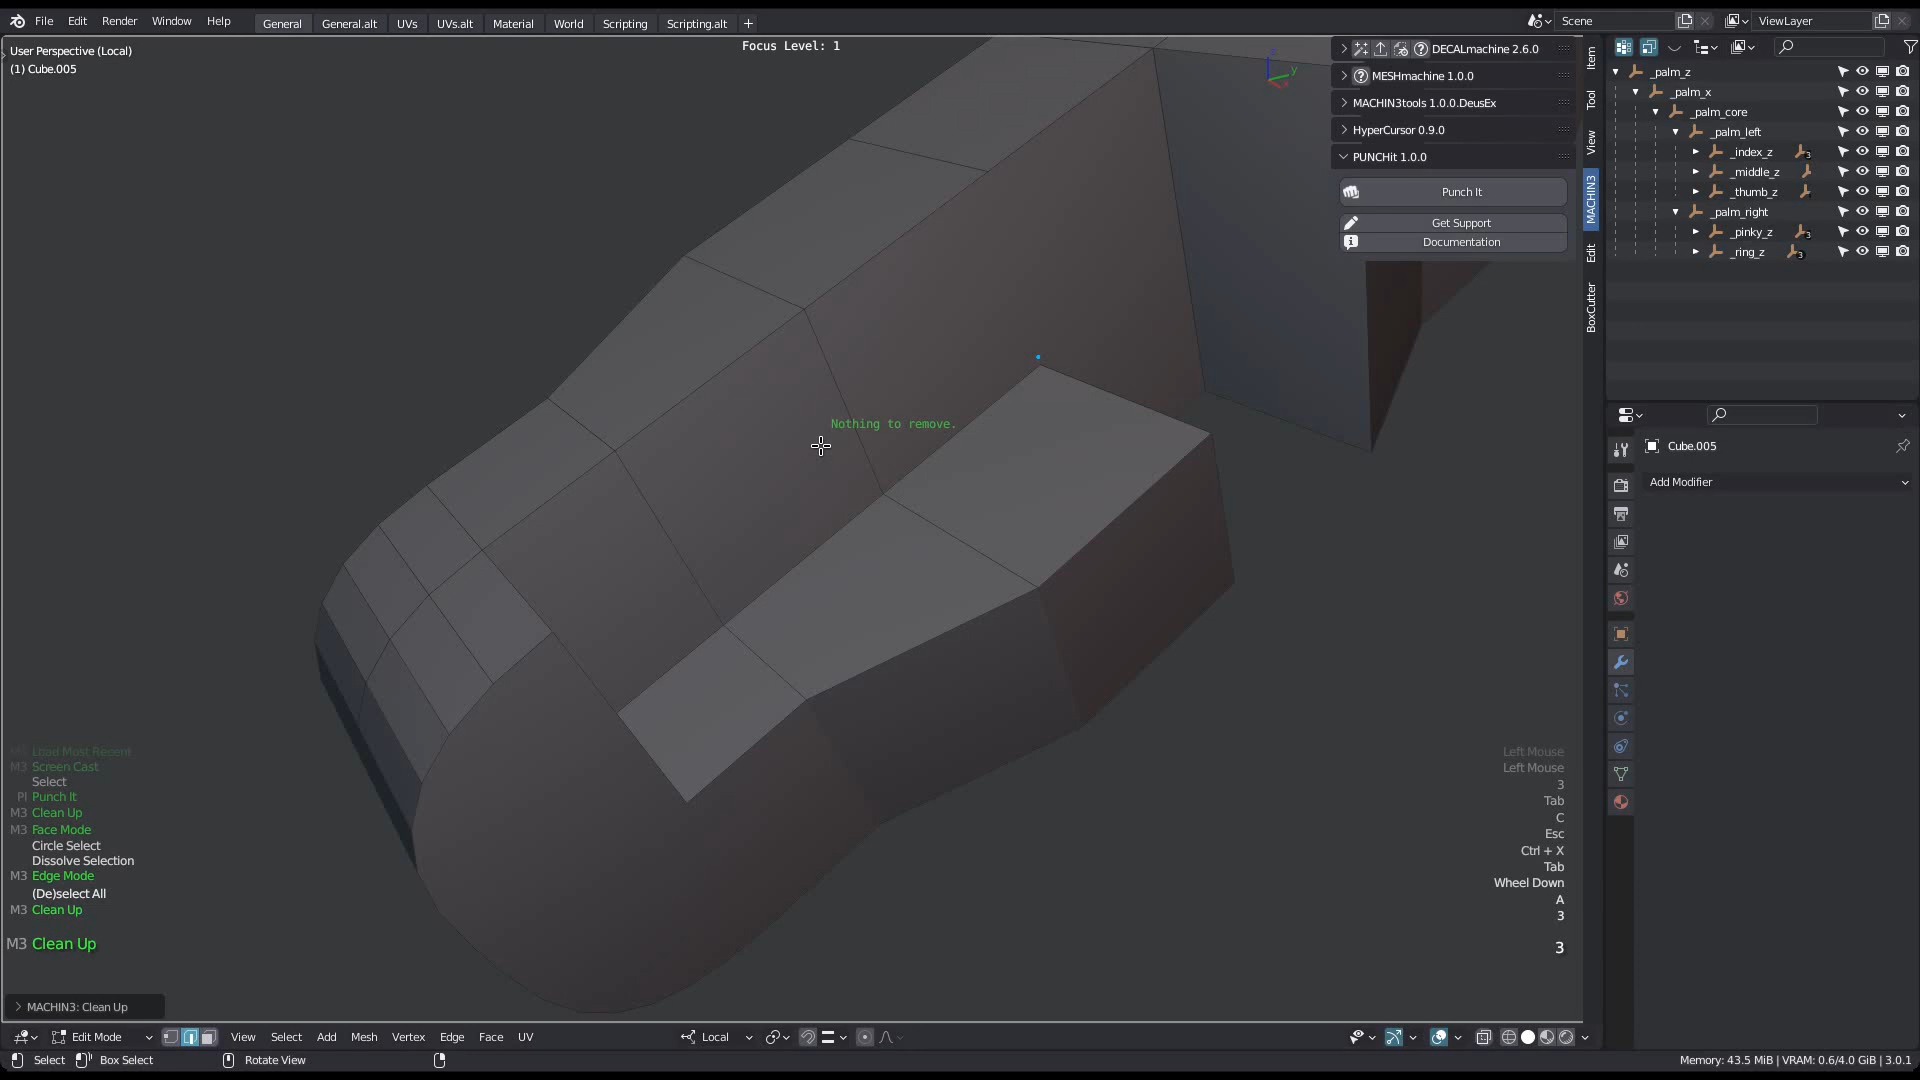 File Edit Render Window Help General General.alt UVs UVs.alt Material World Scripting Scripting.alt + Scene ViewLayer
User Perspective (Local)
(1) Cube.005
Focus Level: 1
Nothing to remove.
y
DECALmachine 2.6.0
MESHmachine 1.0.0
MACHIN3tools 1.0.0.DeusEx
HyperCursor 0.9.0
PUNCHit 1.0.0
Punch It
Get Support
Documentation
Item
Tool
View
MACHIN3
Edit
BoxCutter
_palm_z
_palm_x
_palm_core
_palm_left
_index_z 3
_middle_z
_thumb_z
_palm_right
_pinky_z 3
_ring_z 3
Cube.005
Add Modifier
M3 Load Most Recent
M3 Screen Cast
Select
PI Punch It
M3 Clean Up
M3 Face Mode
Circle Select
Dissolve Selection
M3 Edge Mode
(De)select All
M3 Clean Up
M3 Clean Up
Left Mouse
Left Mouse
3
Tab
C
Esc
Ctrl + X
Tab
Wheel Down
A
3
3
MACHIN3: Clean Up
Edit Mode View Select Add Mesh Vertex Edge Face UV Local
Select Box Select Rotate View Memory: 43.5 MiB | VRAM: 0.6/4.0 GiB | 3.0.1